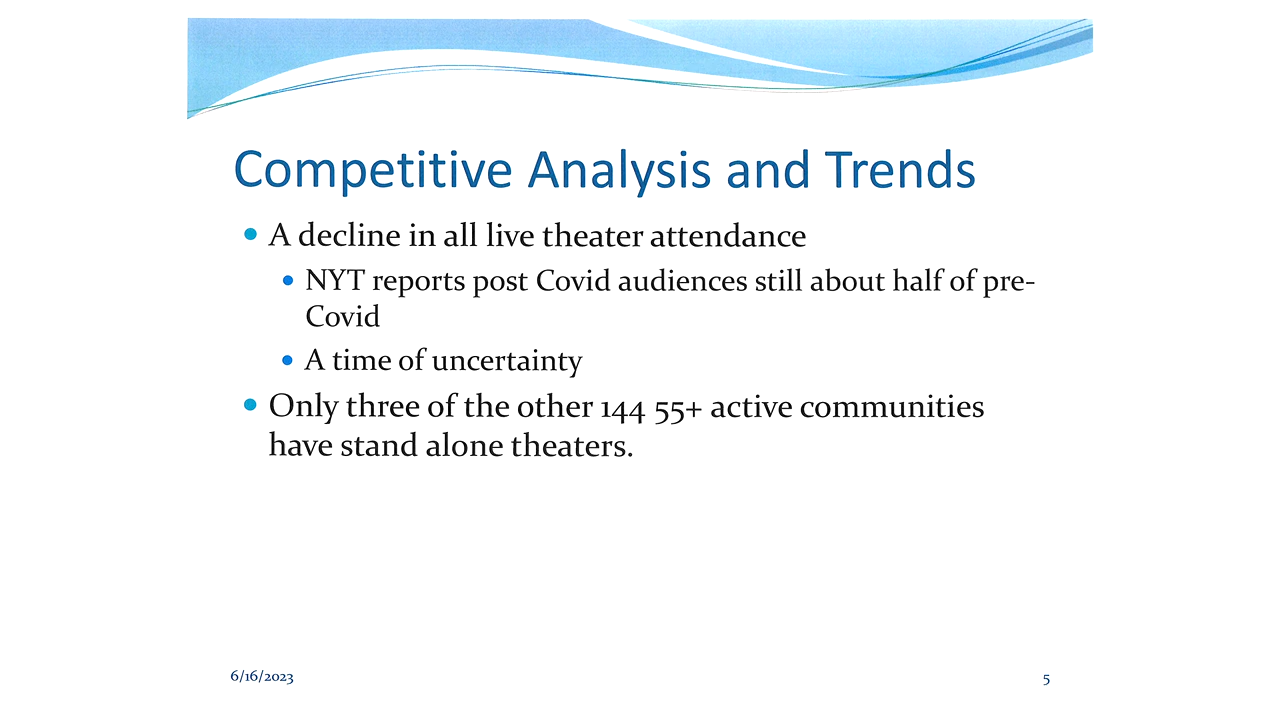 Competitive Analysis and Trends
• A decline in all live theater attendance
• NYT reports post Covid audiences still about half of pre-
Covid
• A time of uncertainty
• Only three of the other 144 55+ active communities
have stand alone theaters.
6/16/2023
5